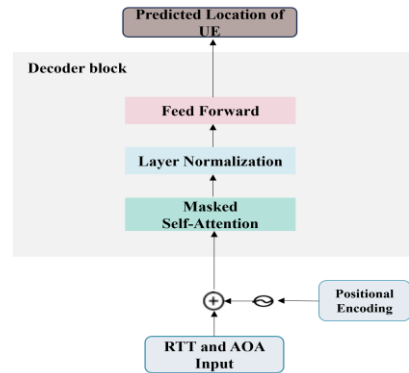 Predicted Location of
UE
Decoder block
Feed Forward
Layer Normalization
Masked
Self-Attention
Positional
Encoding
RTT and AOA
Input